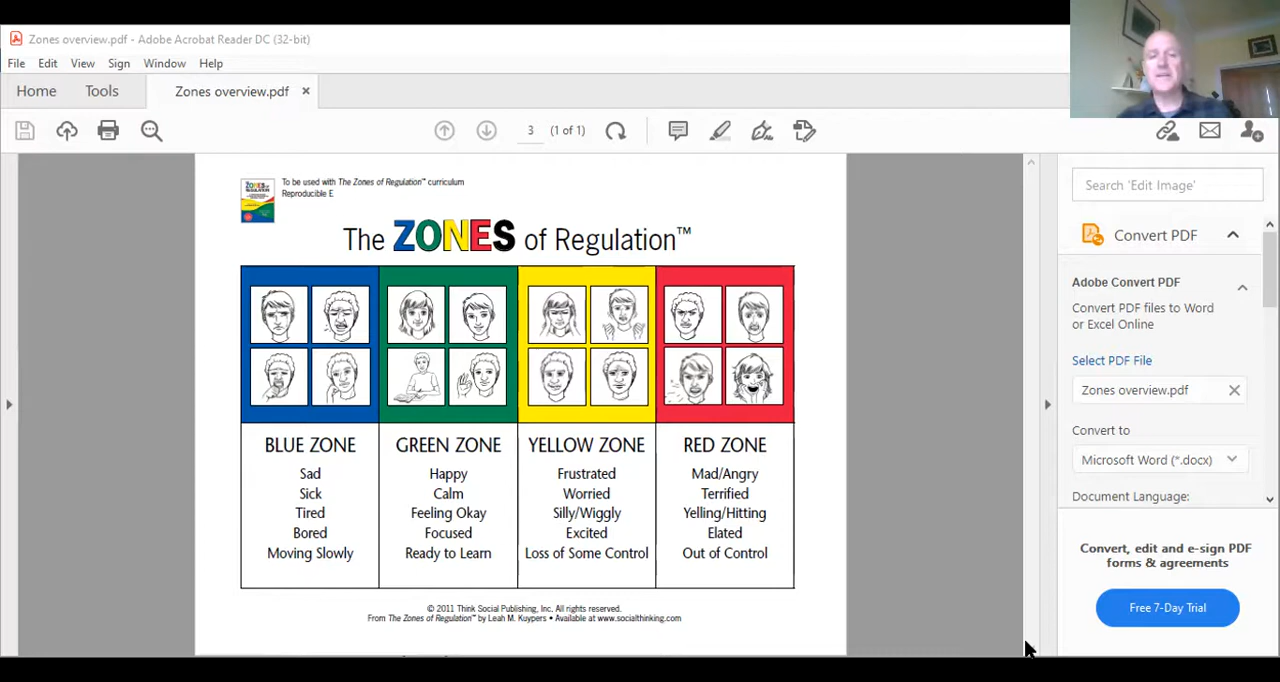 Zones overview.pdf - Adobe Acrobat Reader DC (32-bit)
File Edit View Sign Window Help
Home Tools Zones overview.pdf ×
3 (1 of 1)
Search 'Edit Image'
Convert PDF
Adobe Convert PDF
Convert PDF files to Word
or Excel Online
Select PDF File
Zones overview.pdf
Convert to
Microsoft Word (*.docx)
Document Language:
Convert, edit and e-sign PDF
forms & agreements
Free 7-Day Trial
To be used with The Zones of Regulation™ curriculum
Reproducible E
The ZONES of Regulation™
BLUE ZONE
Sad
Sick
Tired
Bored
Moving Slowly
GREEN ZONE
Happy
Calm
Feeling Okay
Focused
Ready to Learn
YELLOW ZONE
Frustrated
Worried
Silly/Wiggly
Excited
Loss of Some Control
RED ZONE
Mad/Angry
Terrified
Yelling/Hitting
Elated
Out of Control
© 2011 Think Social Publishing, Inc. All rights reserved.
From The Zones of Regulation™ by Leah M. Kuypers • Available at www.socialthinking.com